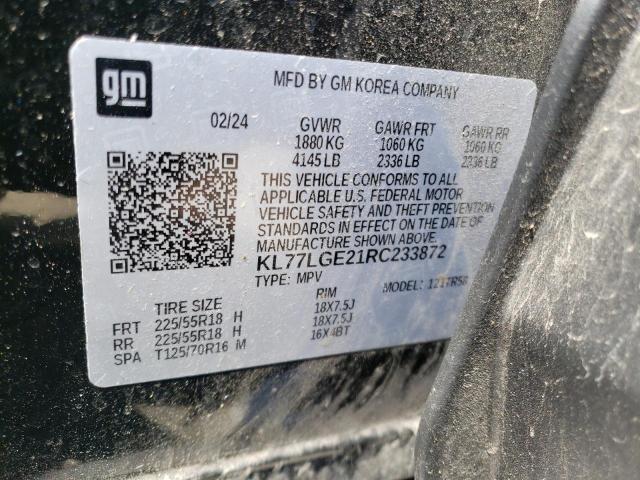 gm
MFD BY GM KOREA COMPANY
02/24 GVWR GAWR FRT GAWR RR
1880 KG 1060 KG 1060 KG
4145 LB 2336 LB 2336 LB
THIS VEHICLE CONFORMS TO ALL
APPLICABLE U.S. FEDERAL MOTOR
VEHICLE SAFETY AND THEFT PREVENTION
STANDARDS IN EFFECT ON THE DATE OF
MANUFACTURE SHOWN ABOVE.
KL77LGE21RC233872
TYPE: MPV MODEL:
TIRE SIZE RIM
FRT 225/55R18 H 18X7.5J
RR 225/55R18 H 18X7.5J
SPA T125/70R16 M 16X4BT